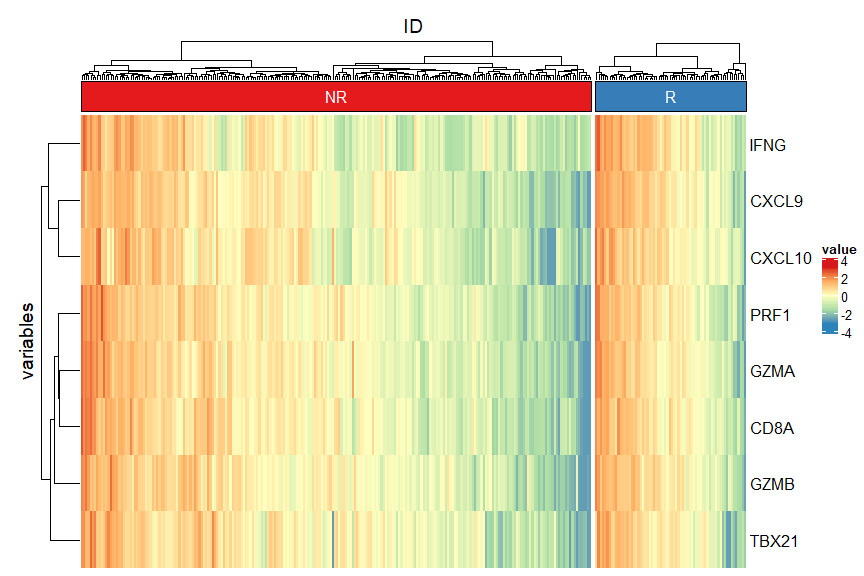 ID
NR
R
IFNG
CXCL9
CXCL10
PRF1
GZMA
CD8A
GZMB
TBX21
variables
value
4
2
0
-2
-4